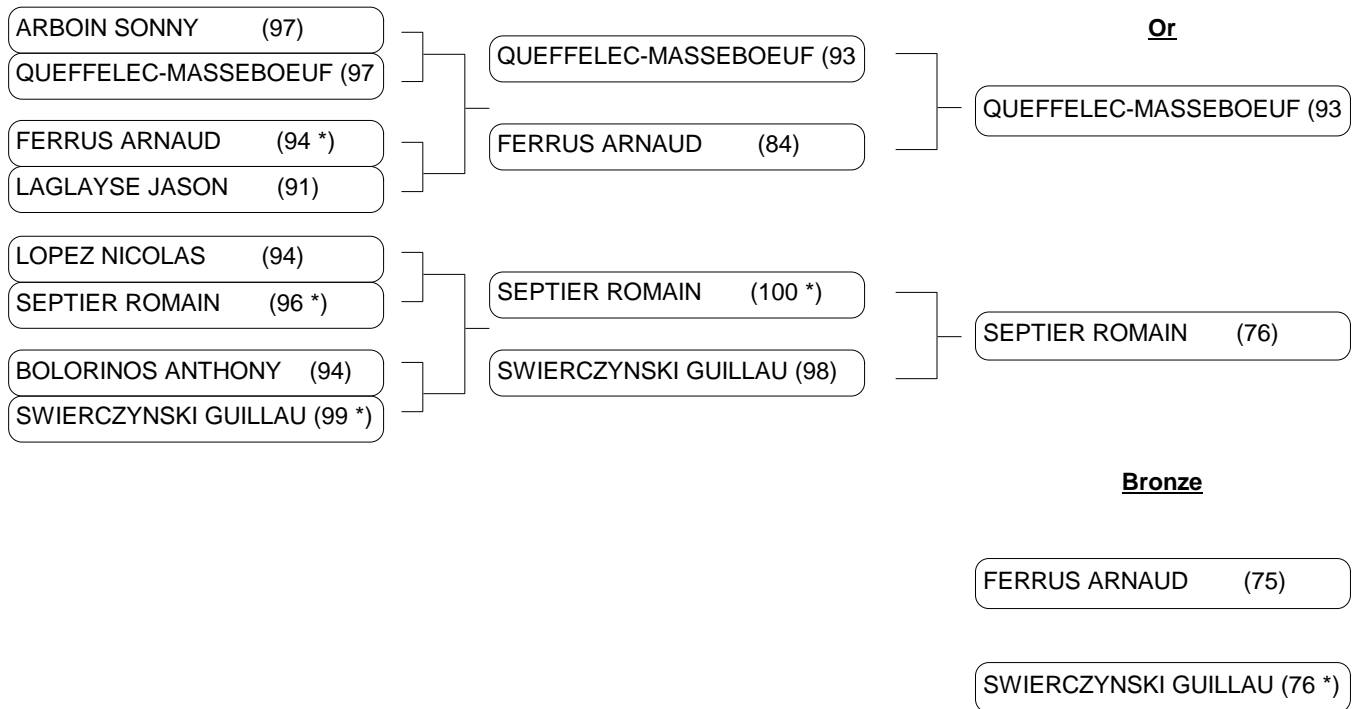 ARBOIN SONNY (97)
QUEFFELEC-MASSEBOEUF (97
FERRUS ARNAUD (94 *)
LAGLAYSE JASON (91)
LOPEZ NICOLAS (94)
SEPTIER ROMAIN (96 *)
BOLORINOS ANTHONY (94)
SWIERCZYNSKI GUILLAU (99 *)
QUEFFELEC-MASSEBOEUF (93
FERRUS ARNAUD (84)
SEPTIER ROMAIN (100 *)
SWIERCZYNSKI GUILLAU (98)
Or
QUEFFELEC-MASSEBOEUF (93
SEPTIER ROMAIN (76)
Bronze
FERRUS ARNAUD (75)
SWIERCZYNSKI GUILLAU (76 *)